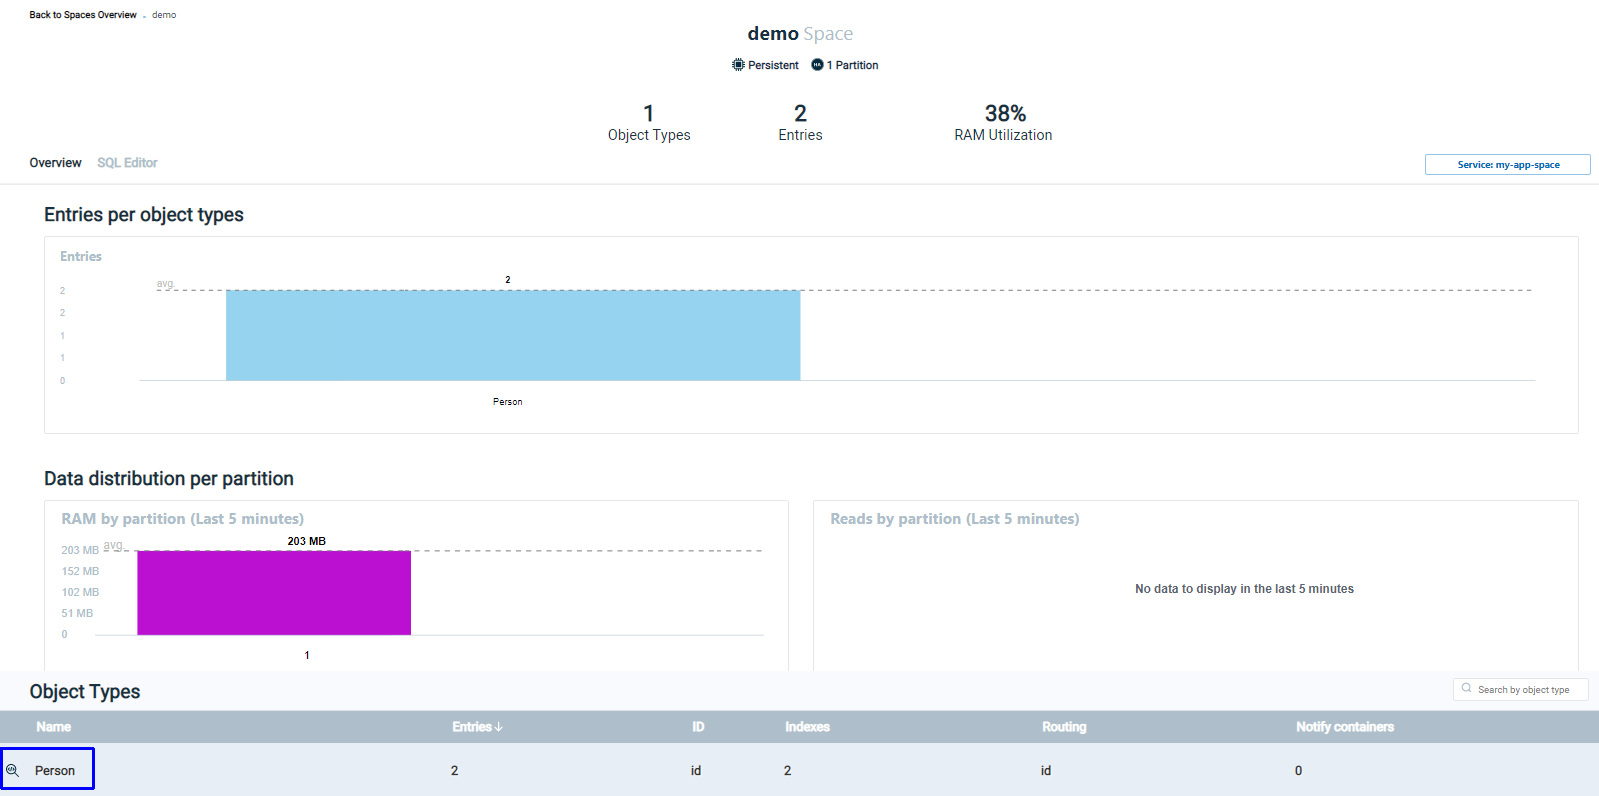 Back to Spaces Overview . demo
demo Space
Persistent HA 1 Partition
1 2 38%
Object Types Entries RAM Utilization
Overview SQL Editor
Service: my-app-space
Entries per object types
Entries
avg. 2
2
2
1
1
0
Person
Data distribution per partition
RAM by partition (Last 5 minutes)
203 MB avg. 203 MB
152 MB
102 MB
51 MB
0
1
Reads by partition (Last 5 minutes)
No data to display in the last 5 minutes
Object Types
Search by object type
Name Entries↓ ID Indexes Routing Notify containers
Person 2 id 2 id 0